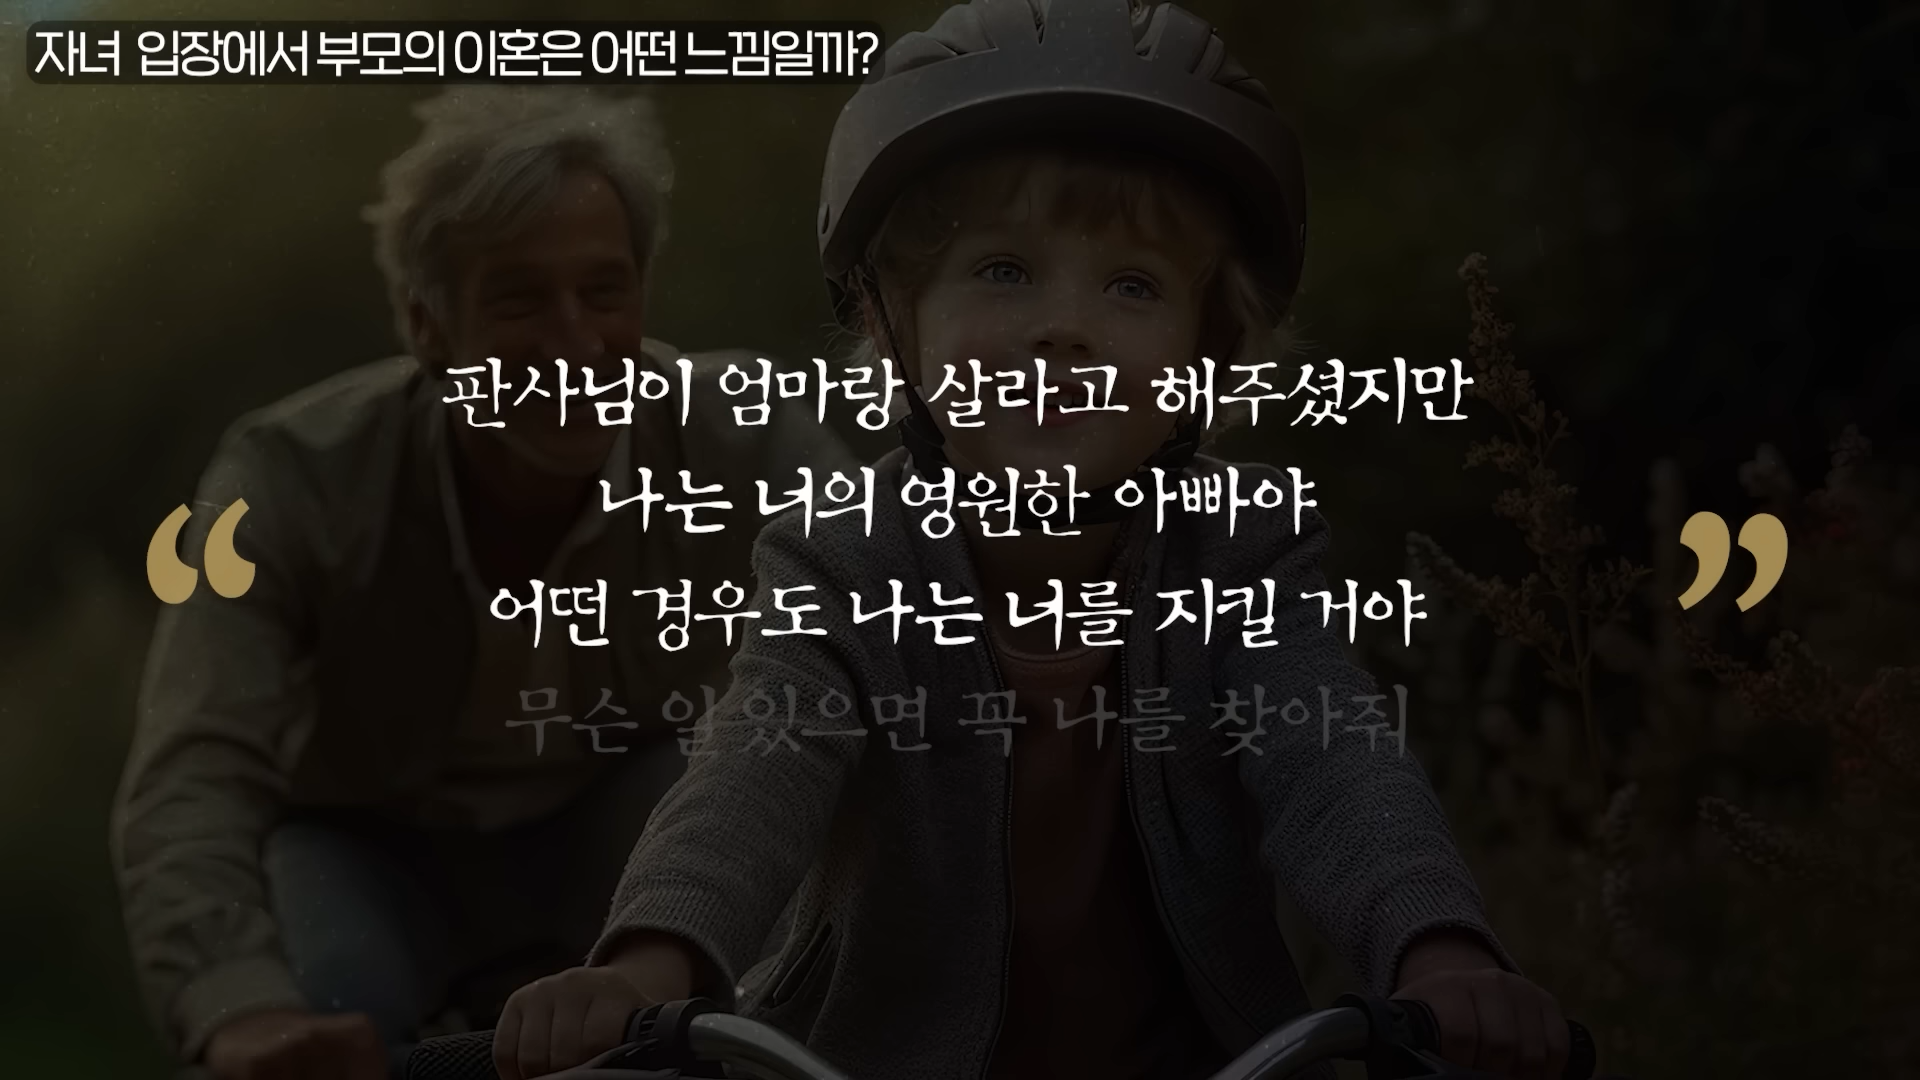 자녀 입장에서 부모의 이혼은 어떤 느낌일까?
판사님이 엄마랑 살라고 해주셨지만
“나는 너의 영원한 아빠야”
어떤 경우도 나는 너를 지킬 거야
무슨 일 있으면 꼭 나를 찾아줘